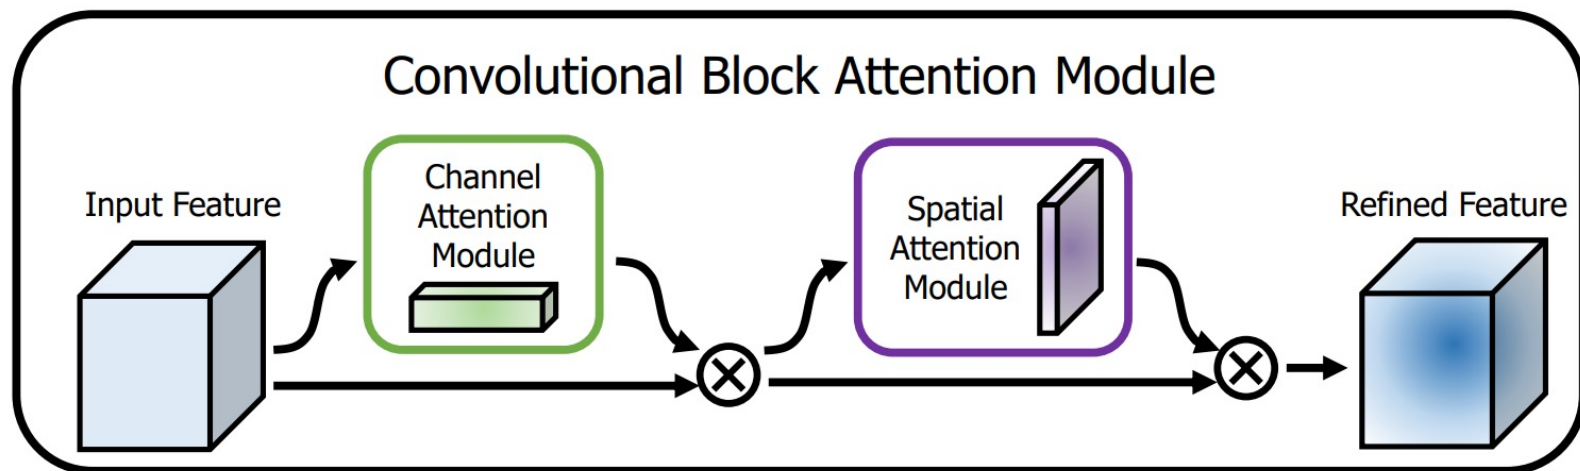 Convolutional Block Attention Module
Input Feature
Channel
Attention
Module
Spatial
Attention
Module
Refined Feature